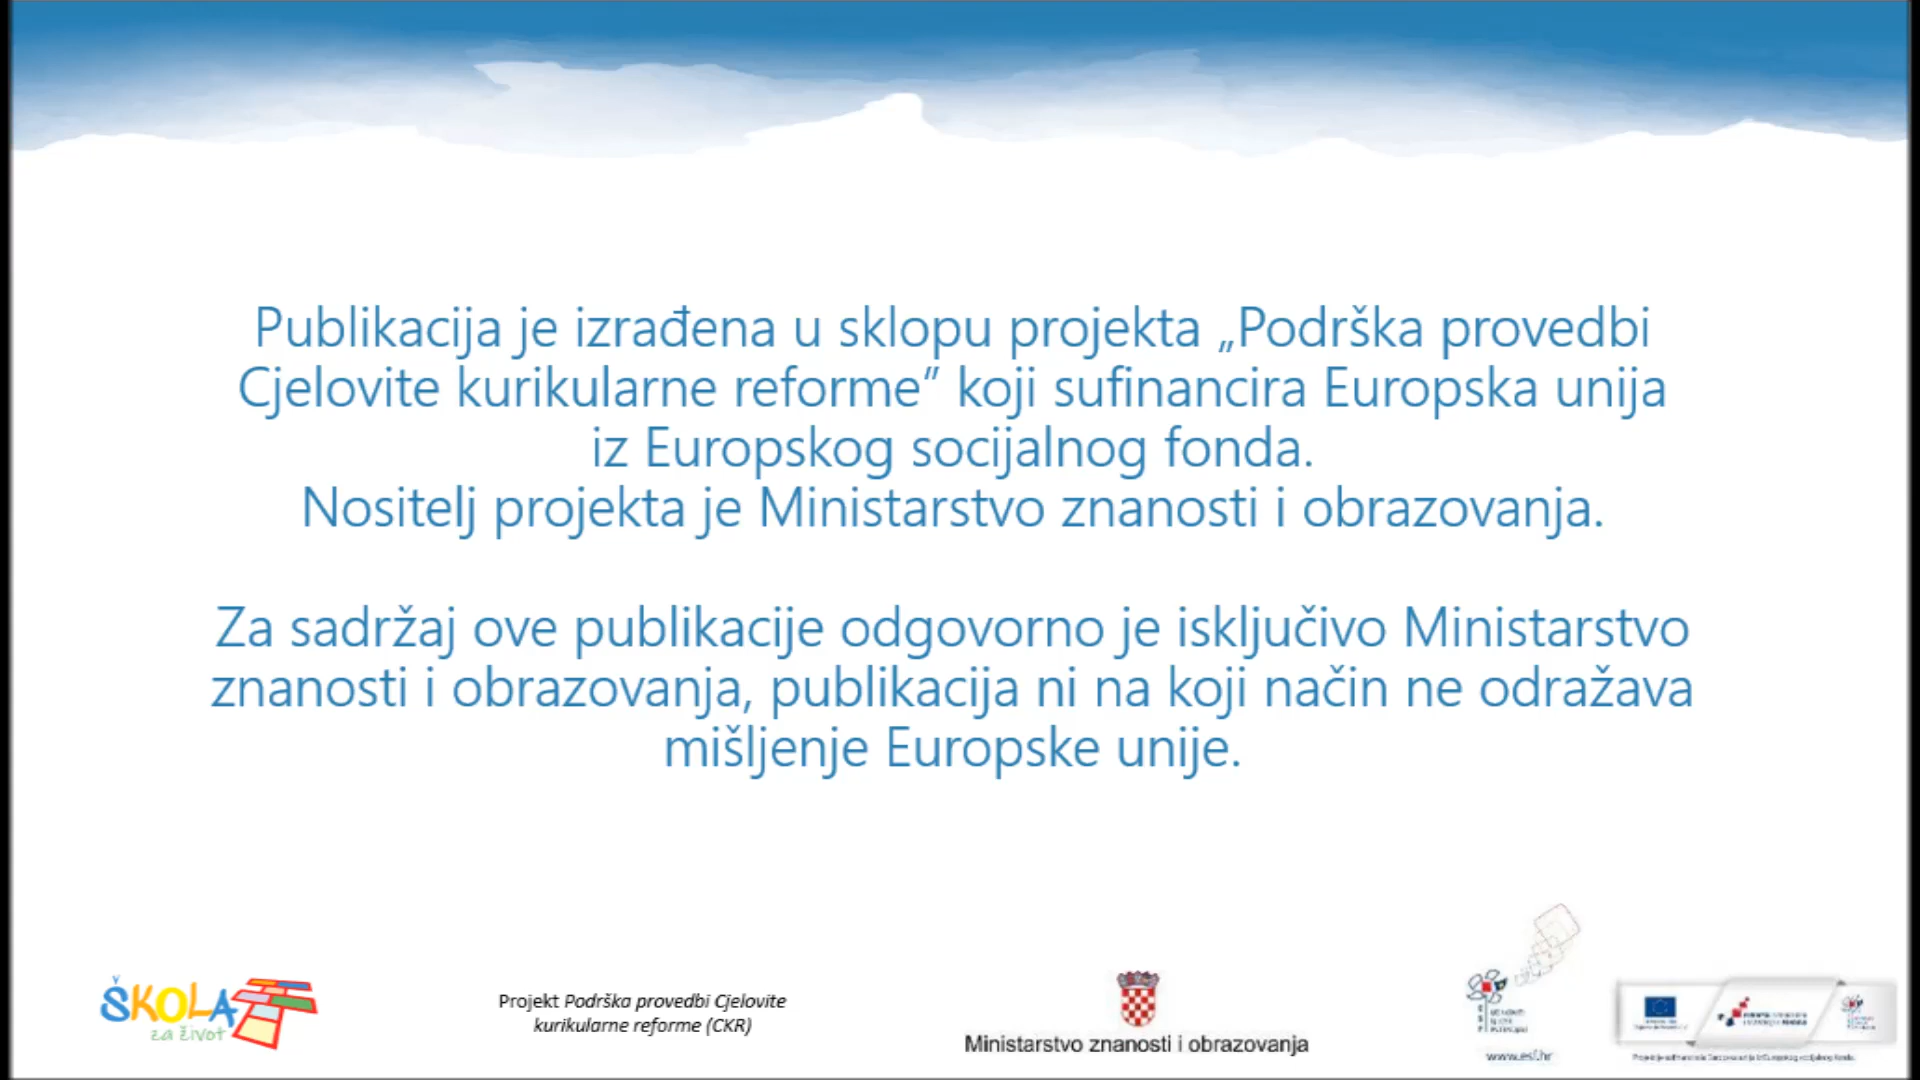 Publikacija je izrađena u sklopu projekta „Podrška provedbi
Cjelovite kurikularne reforme” koji sufinancira Europska unija
iz Europskog socijalnog fonda.
Nositelj projekta je Ministarstvo znanosti i obrazovanja.
Za sadržaj ove publikacije odgovorno je isključivo Ministarstvo
znanosti i obrazovanja, publikacija ni na koji način ne odražava
mišljenje Europske unije.
ŠKOLA
za život
Projekt Podrška provedbi Cjelovite
kurikularne reforme (CKR)
Ministarstvo znanosti i obrazovanja
www.esf.hr